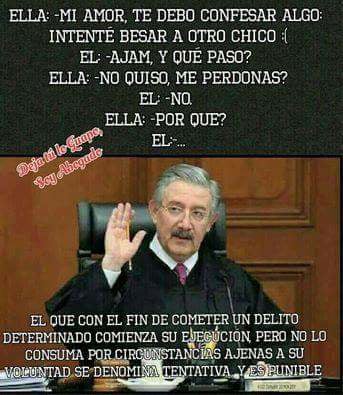 ELLA: -MI AMOR, TE DEBO CONFESAR ALGO:
INTENTÉ BESAR A OTRO CHICO :(
EL: -AJAM, Y QUÉ PASO?
ELLA: -NO QUISO, ME PERDONAS?
EL: -NO.
ELLA: -POR QUE?
EL:-...
Deja tú lo Guapo,
Soy Abogado
EL QUE CON EL FIN DE COMETER UN DELITO
DETERMINADO COMIENZA SU EJECUCIÓN, PERO NO LO
CONSUMA POR CIRCUNSTANCIAS AJENAS A SU
VOLUNTAD SE DENOMINA TENTATIVA Y ES PUNIBLE